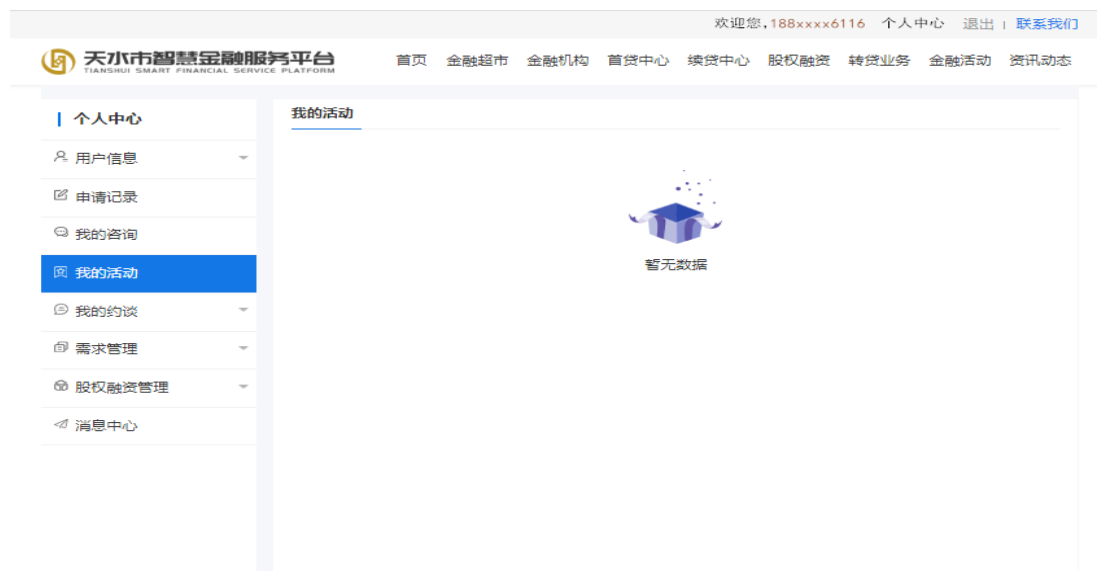 欢迎您,188xxxx6116 个人中心 退出 | 联系我们
天水市智慧金融服务平台
TIANSHUI SMART FINANCIAL SERVICE PLATFORM
首页 金融超市 金融机构 首贷中心 续贷中心 股权融资 转贷业务 金融活动 资讯动态
个人中心
用户信息
申请记录
我的咨询
我的活动
我的约谈
需求管理
股权融资管理
消息中心
我的活动
暂无数据